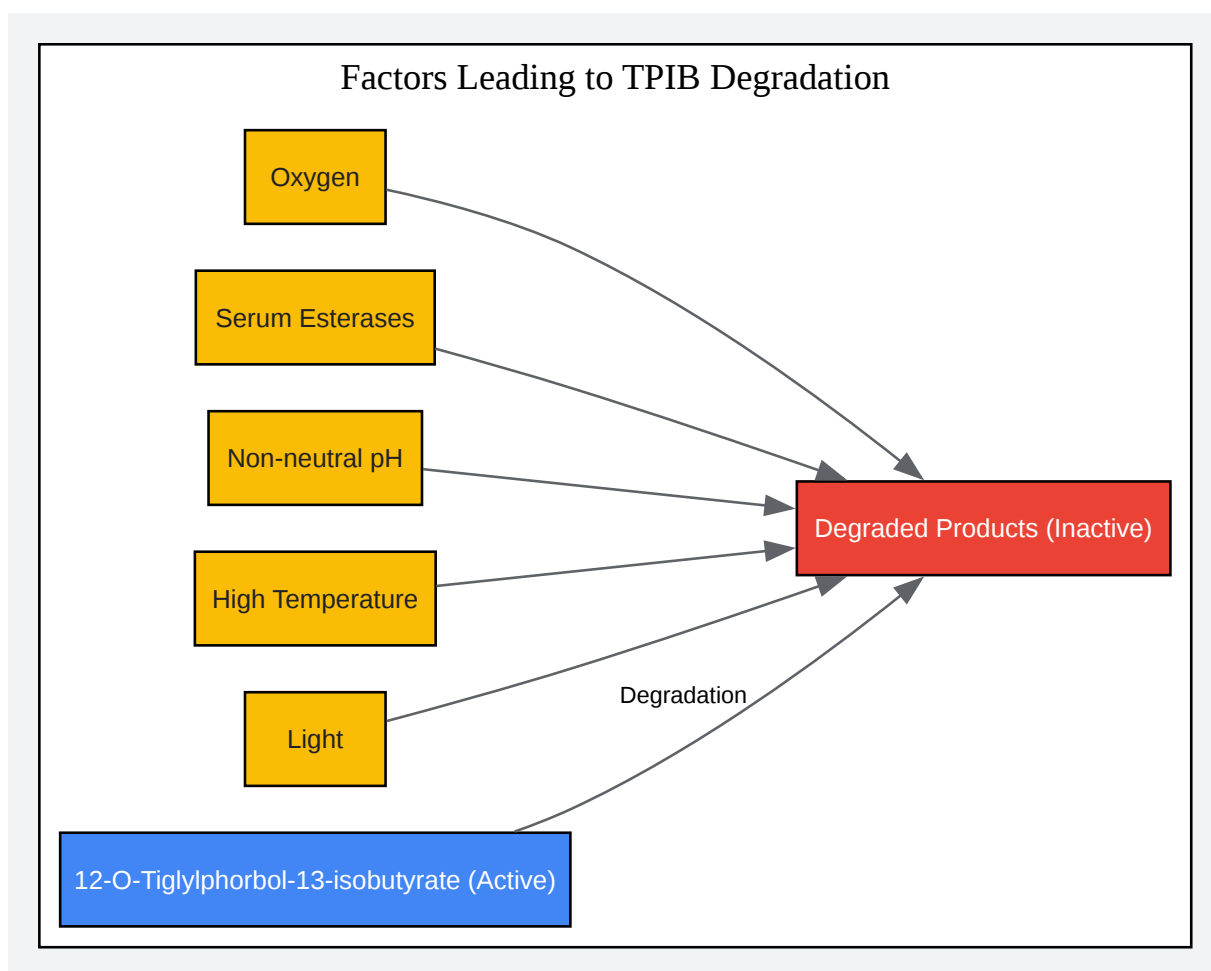 Factors Leading to TPIB Degradation
Oxygen
Serum Esterases
Non-neutral pH
Degraded Products (Inactive)
High Temperature
Degradation
Light
12-O-Tiglylphorbol-13-isobutyrate (Active)